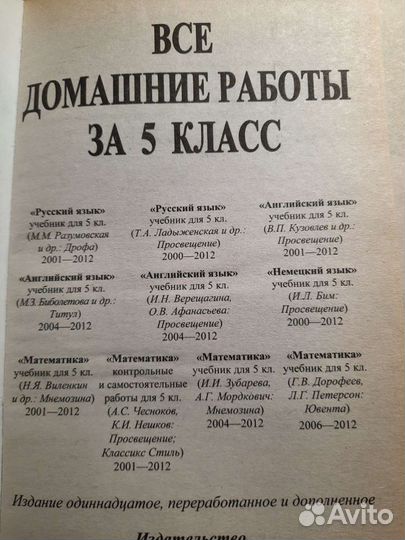 ВСЕ
ДОМАШНИЕ РАБОТЫ
ЗА 5 КЛАСС
«Русский язык»
учебник для 5 кл.
(М.М. Разумовская
и др.: Дрофа)
2001—2012
«Русский язык»
учебник для 5 кл.
(Т.А. Ладыженская и др.:
Просвещение)
2000—2012
«Английский язык»
учебник для 5 кл.
(В.П. Кузовлев и др.:
Просвещение)
2001—2012
«Английский язык»
учебник для 5 кл.
(М.З. Биболетова и др.:
Титул)
2004—2012
«Английский язык»
учебник для 5 кл.
(И.Н. Верещагина,
О.В. Афанасьева:
Просвещение)
2004—2012
«Немецкий язык»
учебник для 5 кл.
(И.Л. Бим:
Просвещение)
2000—2012
«Математика»
учебник для 5 кл.
(Н.Я. Виленкин
и др.: Мнемозина)
2001—2012
«Математика»
контрольные
и самостоятельные
работы для 5 кл.
(А.С. Чесноков,
К.И. Нешков:
Просвещение;
Классикс Стиль)
2001—2012
«Математика»
учебник для 5 кл.
(И.И. Зубарева,
А.Г. Мордкович:
Мнемозина)
2004—2012
«Математика»
учебник для 5 кл.
(Г.В. Дорофеев,
Л.Г. Петерсон:
Ювента)
2006—2012
Издание одиннадцатое, переработанное и дополненное
Издательство
Avito